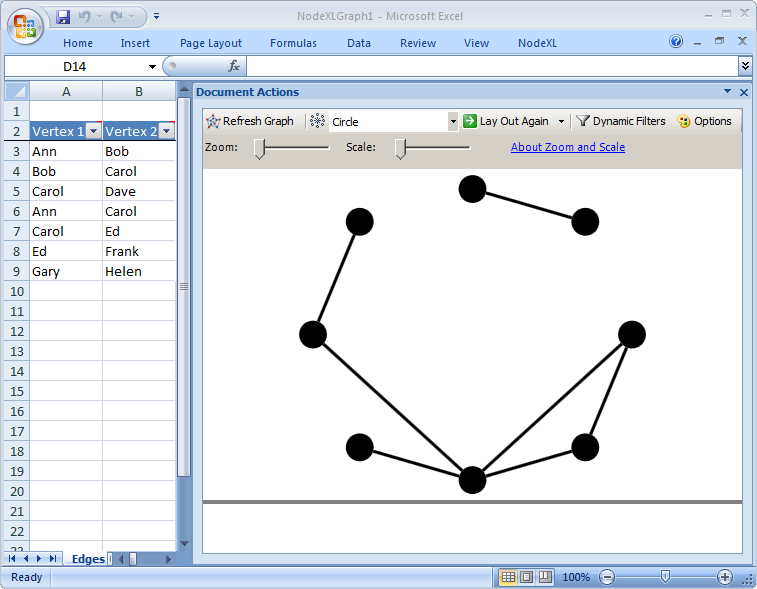 NodeXLGraph1 - Microsoft Excel
Home Insert Page Layout Formulas Data Review View NodeXL
D14 fx
Document Actions
A B
Refresh Graph Circle Lay Out Again Dynamic Filters Options
Zoom: Scale: About Zoom and Scale
1
2 Vertex 1 Vertex 2
3 Ann Bob
4 Bob Carol
5 Carol Dave
6 Ann Carol
7 Carol Ed
8 Ed Frank
9 Gary Helen
10
11
12
13
14
15
16
17
18
19
20
21
22
23
Edges
Ready 100%